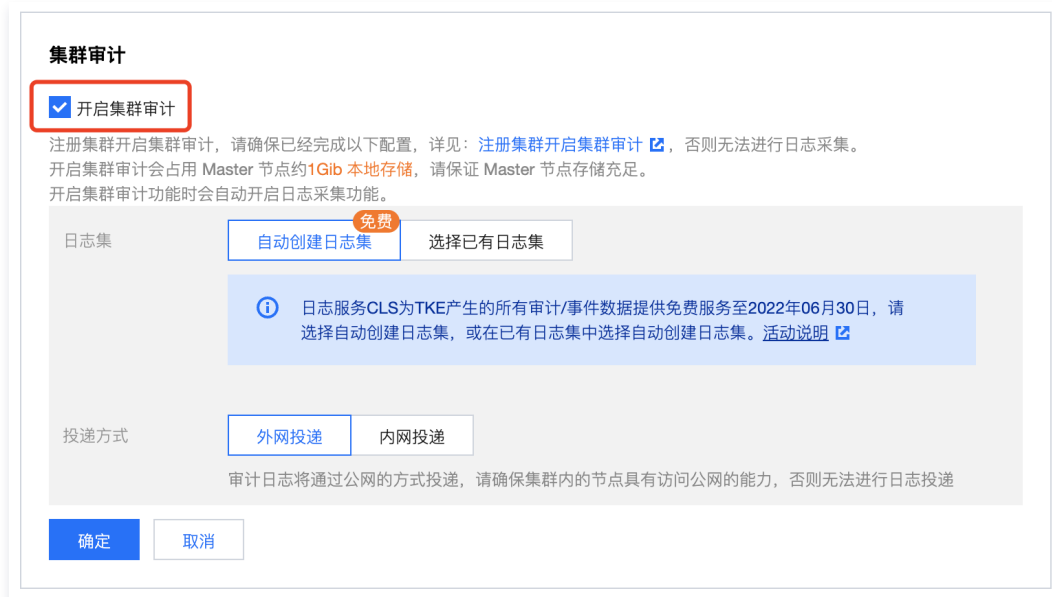 集群审计
开启集群审计
注册集群开启集群审计，请确保已经完成以下配置，详见：注册集群开启集群审计，否则无法进行日志采集。
开启集群审计会占用 Master 节点约1Gib 本地存储，请保证 Master 节点存储充足。
开启集群审计功能时会自动开启日志采集功能。
免费
日志集 自动创建日志集 选择已有日志集
日志服务CLS为TKE产生的所有审计/事件数据提供免费服务至2022年06月30日，请
选择自动创建日志集，或在已有日志集中选择自动创建日志集。活动说明
投递方式 外网投递 内网投递
审计日志将通过公网的方式投递，请确保集群内的节点具有访问公网的能力，否则无法进行日志投递
确定 取消